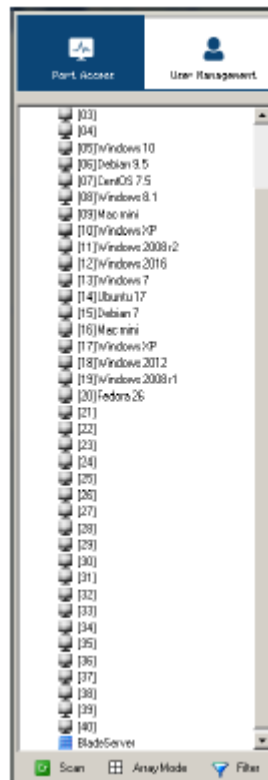 Port Access
User Management
[03]
[04]
[05]Windows 10
[06]Debian 9.5
[07]CentOS 7.5
[08]Windows 8.1
[09]Mac mini
[10]Windows XP
[11]Windows 2008 r2
[12]Windows 2016
[13]Windows 7
[14]Ubuntu 17
[15]Debian 7
[16]Mac mini
[17]Windows XP
[18]Windows 2012
[19]Windows 2008 r1
[20]Fedora 26
[21]
[22]
[23]
[24]
[25]
[26]
[27]
[28]
[29]
[30]
[31]
[32]
[33]
[34]
[35]
[36]
[37]
[38]
[39]
[40]
BladeServer
Scan
Array Mode
Filter